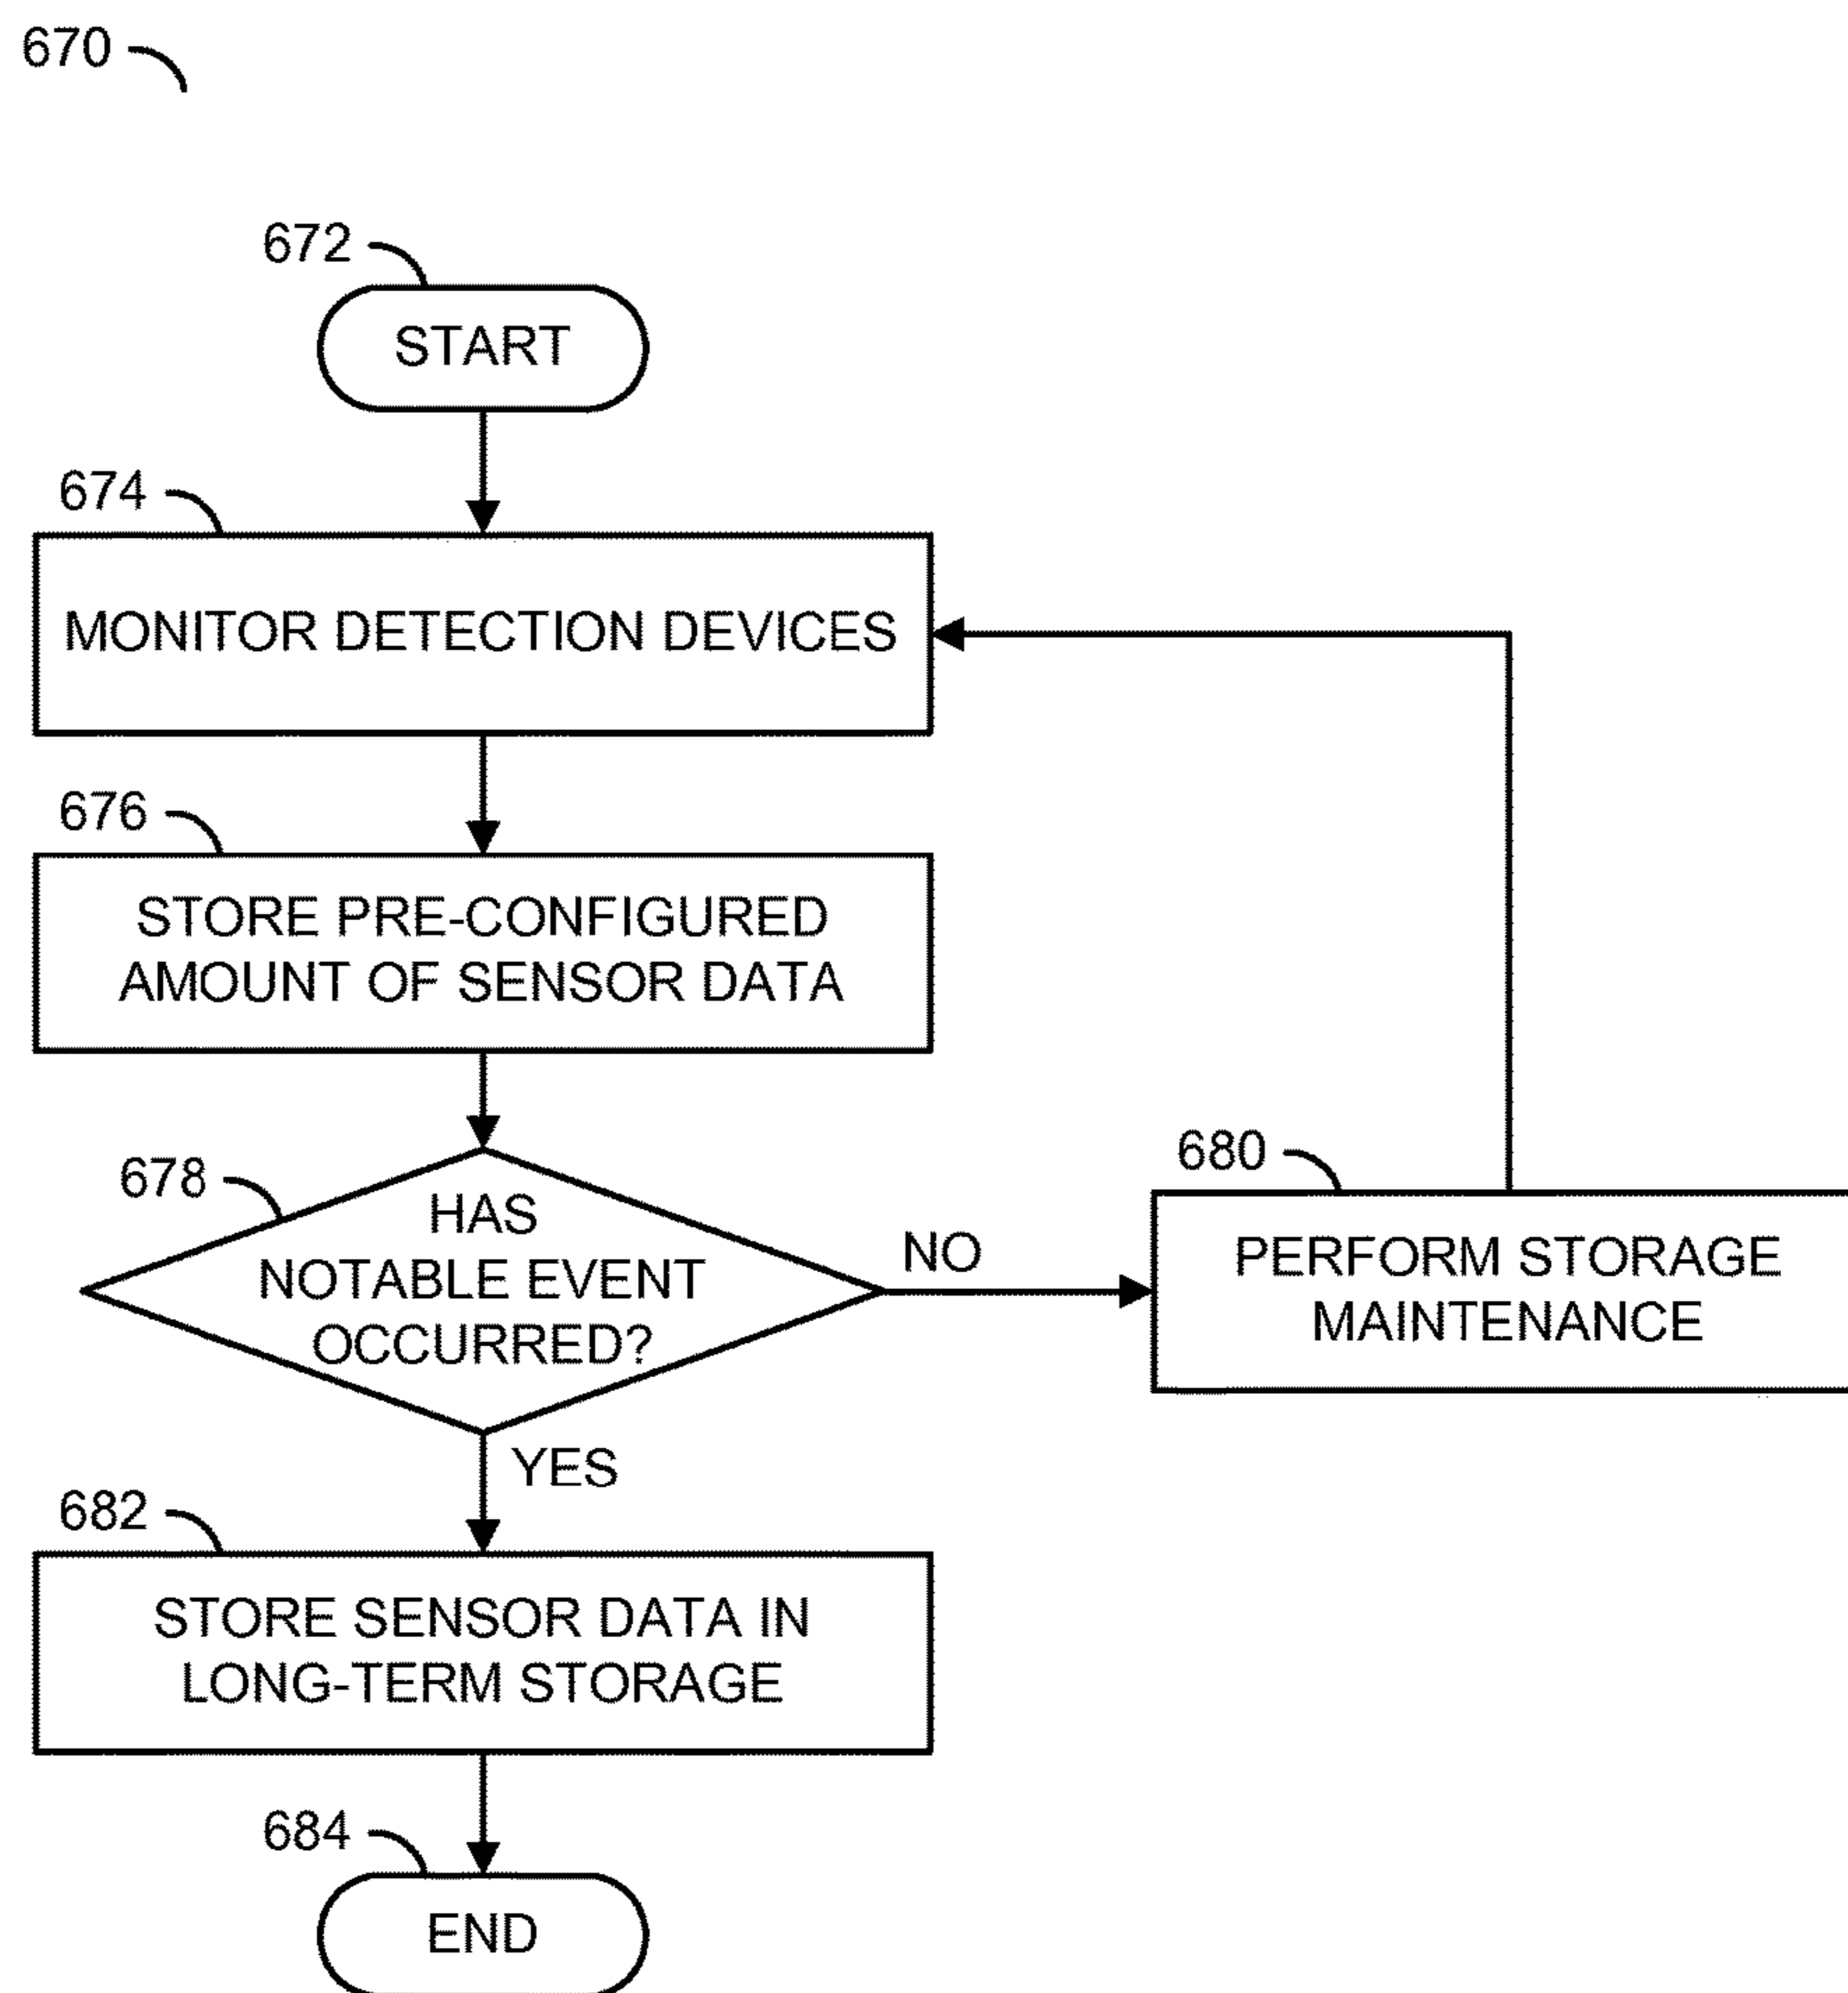 670
672
START
674
MONITOR DETECTION DEVICES
676
STORE PRE-CONFIGURED
AMOUNT OF SENSOR DATA
678
HAS
NOTABLE EVENT
OCCURRED?
NO
680
PERFORM STORAGE
MAINTENANCE
YES
682
STORE SENSOR DATA IN
LONG-TERM STORAGE
684
END